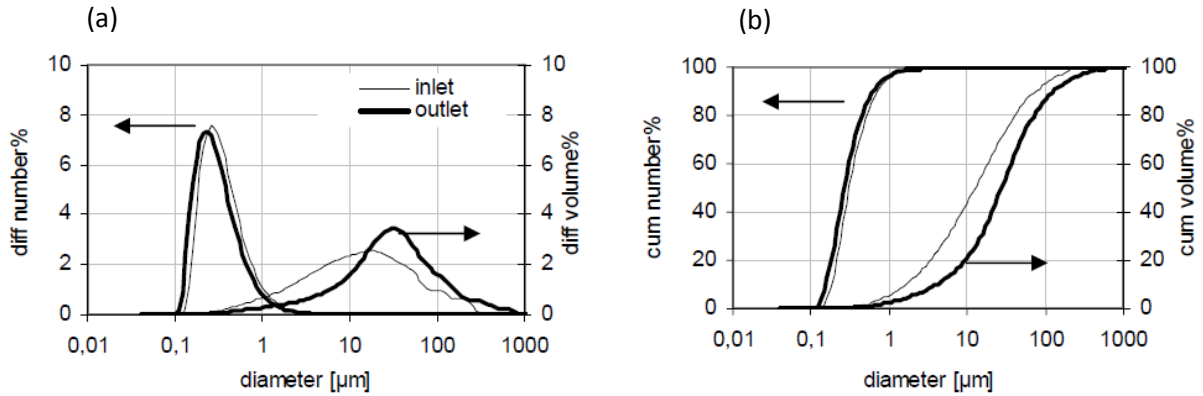 (a)
(b)
diff number%
10
8
6
4
2
0
inlet
outlet
10
8
6
4
2
0
diff volume%
0,01 0,1 1 10 100 1000
diameter [µm]
cum number%
100
80
60
40
20
0
100
80
60
40
20
0
cum volume%
0,01 0,1 1 10 100 1000
diameter [µm]